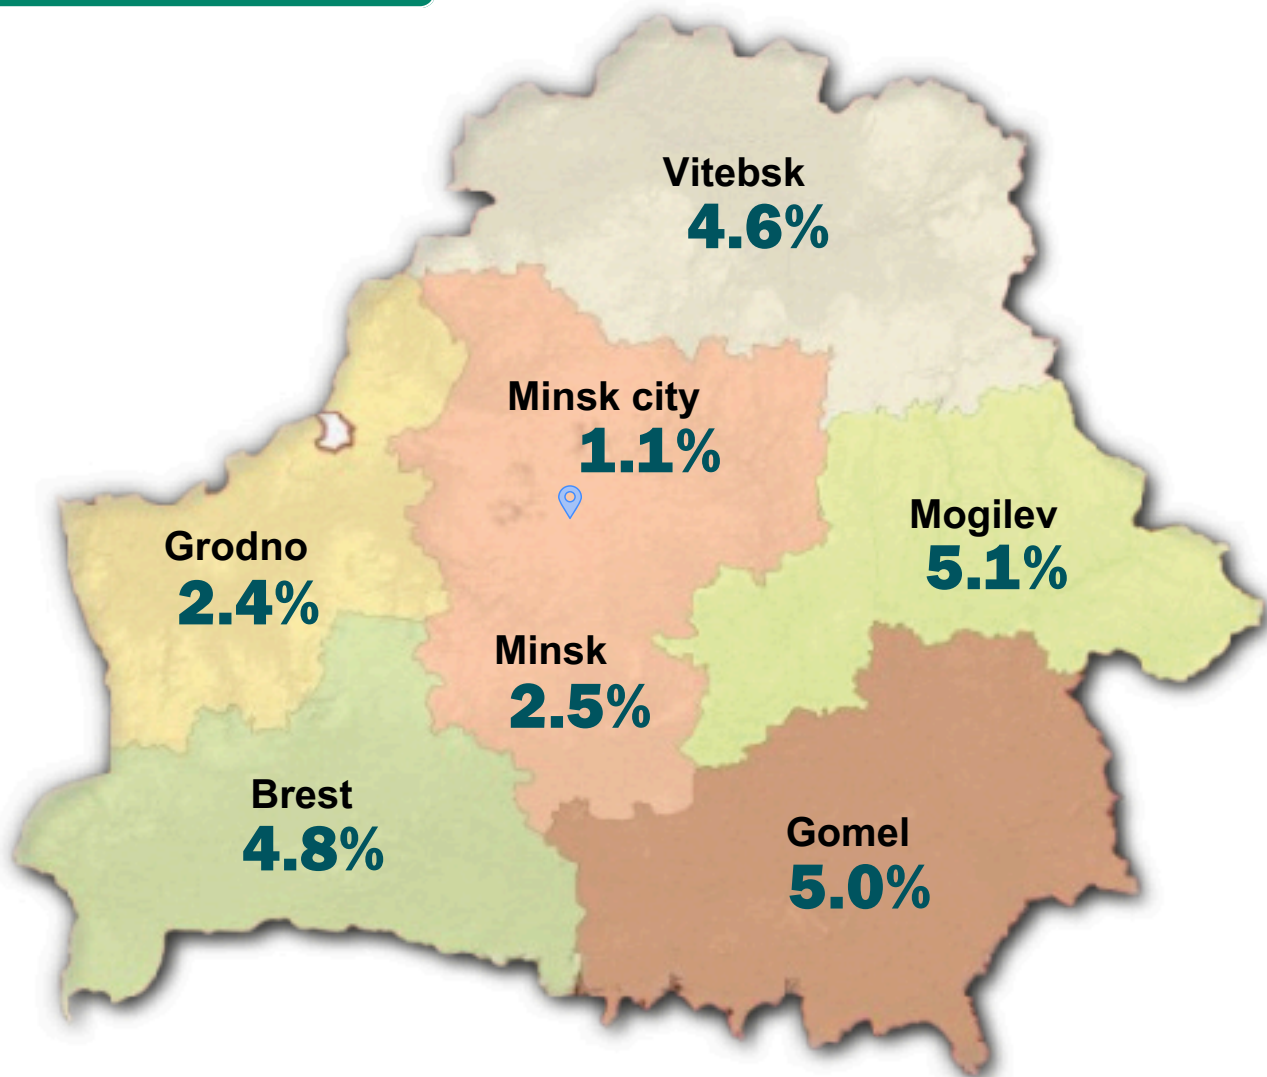 Vitebsk
4.6%
Minsk city
1.1%
Mogilev
5.1%
Grodno
2.4%
Minsk
2.5%
Brest
4.8%
Gomel
5.0%